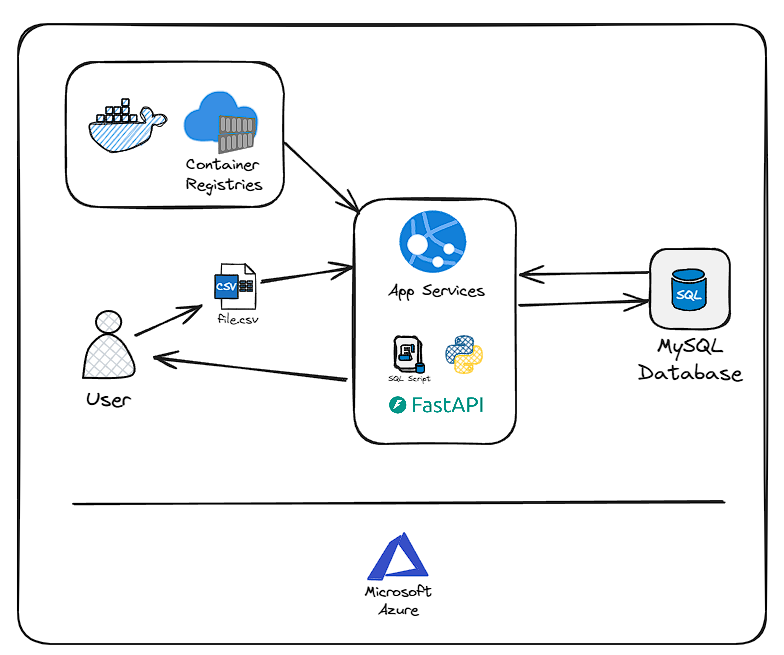 Container
Registries
App Services
CSV
file.csv
SQL Script
FastAPI
User
SQL
MySQL
Database
Microsoft
Azure